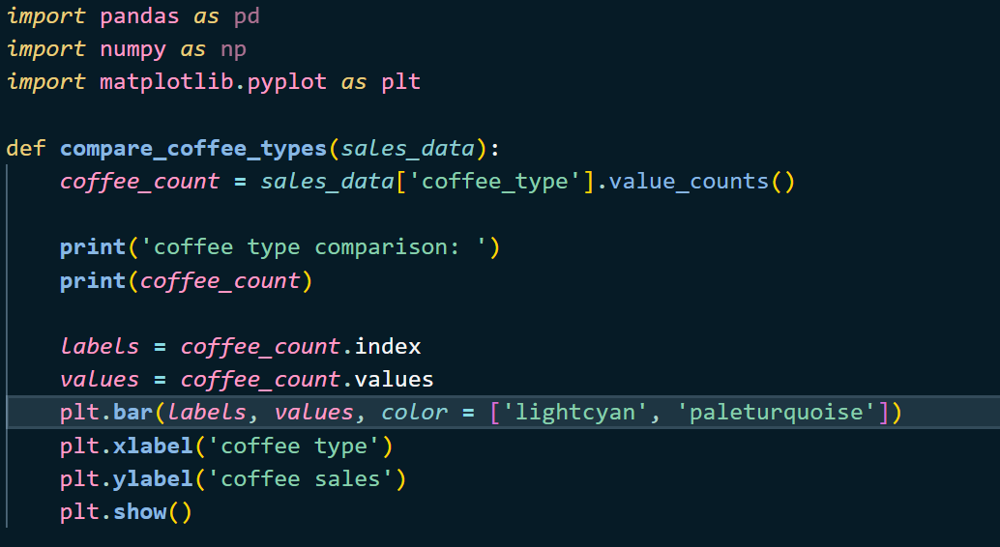 import pandas as pd
import numpy as np
import matplotlib.pyplot as plt
def compare_coffee_types(sales_data):
    coffee_count = sales_data['coffee_type'].value_counts()
    print('coffee type comparison: ')
    print(coffee_count)
    labels = coffee_count.index
    values = coffee_count.values
    plt.bar(labels, values, color = ['lightcyan', 'paleturquoise'])
    plt.xlabel('coffee type')
    plt.ylabel('coffee sales')
    plt.show()